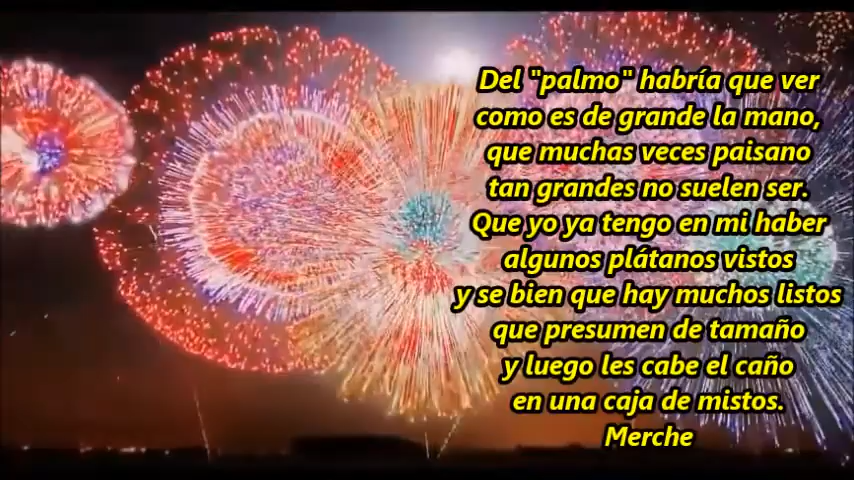 Del "palmo" habría que ver
como es de grande la mano,
que muchas veces paisano
tan grandes no suelen ser.
Que yo ya tengo en mi haber
algunos plátanos vistos
y se bien que hay muchos listos
que presumen de tamaño
y luego les cabe el caño
en una caja de mistos.
Merche